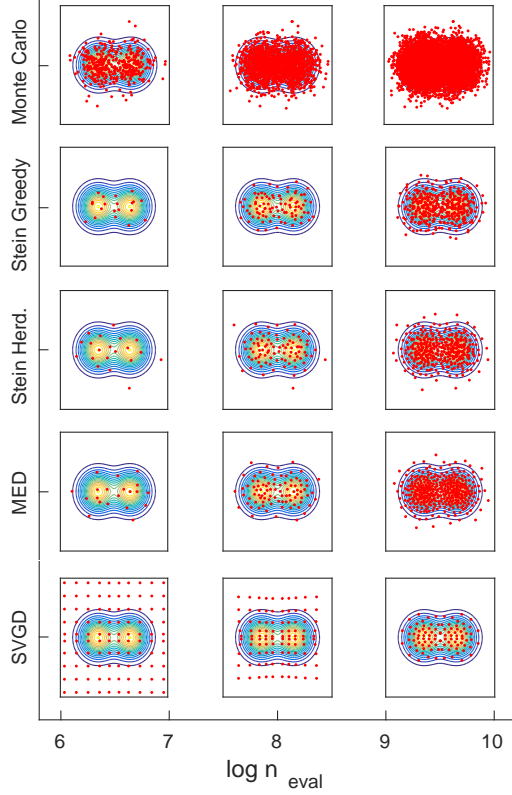 Monte Carlo
Stein Greedy
Stein Herd.
MED
SVGD
6 7 8 9 10
log n eval